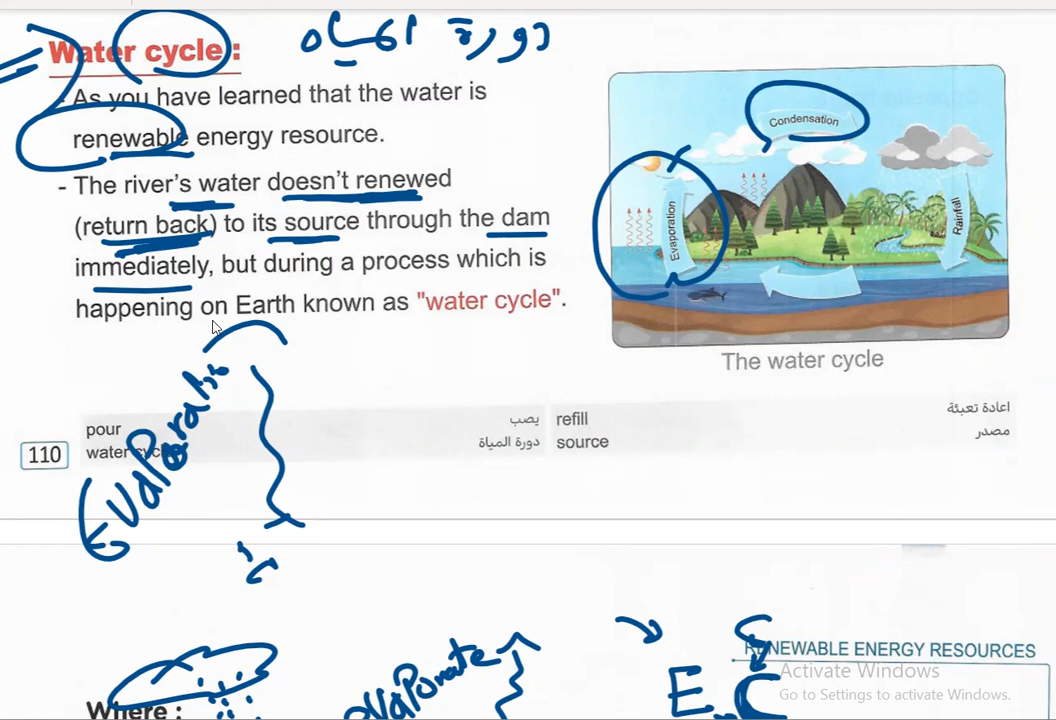 Water cycle :
دورة المياه
- As you have learned that the water is
renewable energy resource.
- The river's water doesn't renewed
(return back) to its source through the dam
immediately, but during a process which is
happening on Earth known as "water cycle".
Condensation
Evaporation
Rainfall
The water cycle
pour يصب refill اعادة تعبئة
110
water cycle دورة المياة source مصدر
Evaporation
evaporate
E
C
RENEWABLE ENERGY RESOURCES
Where :
Activate Windows
Go to Settings to activate Windows.